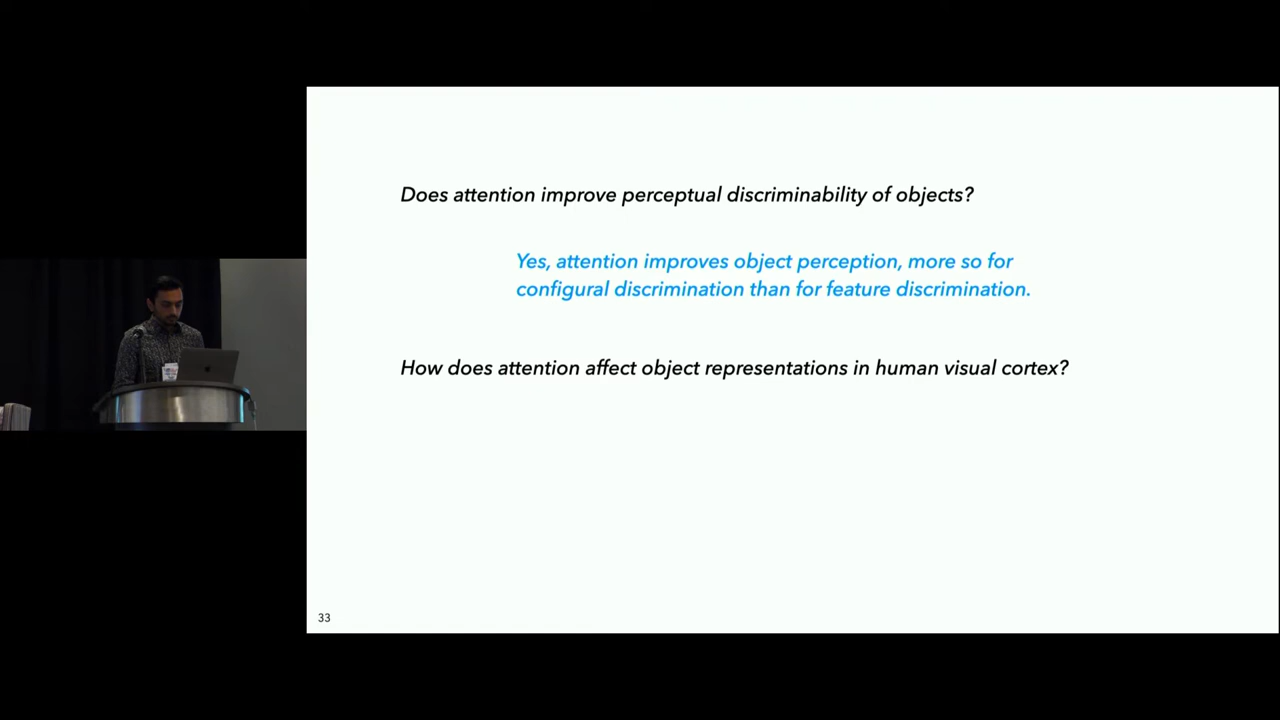 Does attention improve perceptual discriminability of objects?
Yes, attention improves object perception, more so for
configural discrimination than for feature discrimination.
How does attention affect object representations in human visual cortex?
33